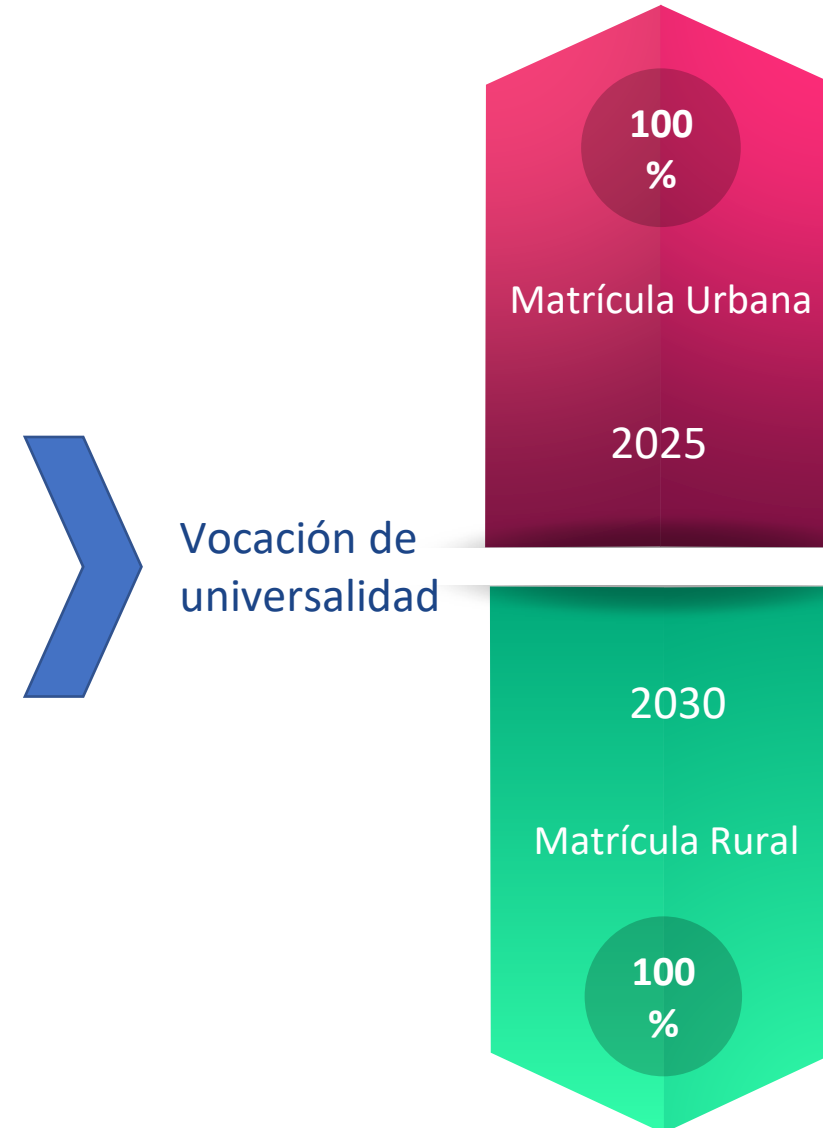 100
%
Matrícula Urbana
2025
Vocación de
universalidad
2030
Matrícula Rural
100
%